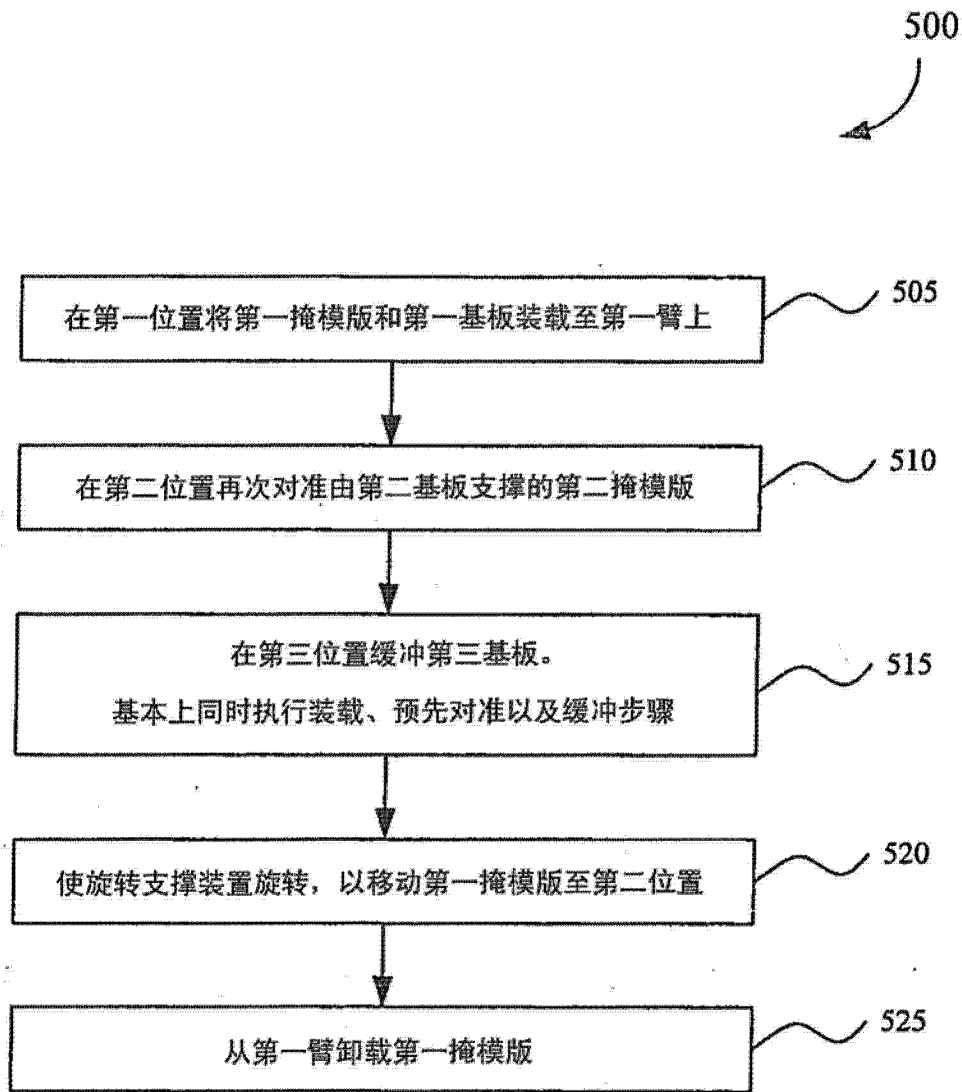 500
在第一位置将第一掩模版和第一基板装载至第一臂上
505
在第二位置再次对准由第二基板支撑的第二掩模版
510
在第三位置缓冲第三基板。
基本上同时执行装载、预先对准以及缓冲步骤
515
使旋转支撑装置旋转，以移动第一掩模版至第二位置
520
从第一臂卸载第一掩模版
525